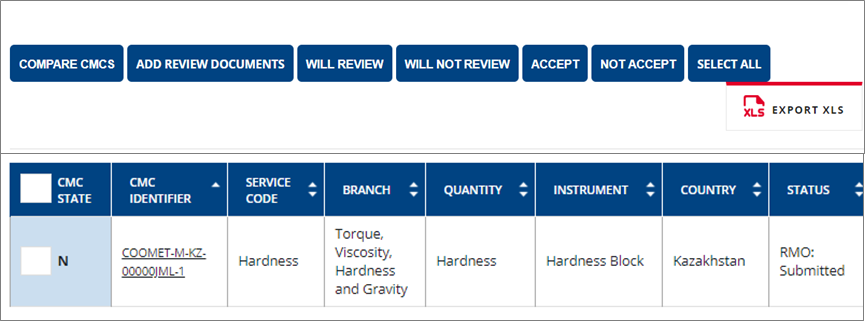 COMPARE CMCS ADD REVIEW DOCUMENTS WILL REVIEW WILL NOT REVIEW ACCEPT NOT ACCEPT SELECT ALL
XLS EXPORT XLS
CMC STATE CMC IDENTIFIER SERVICE CODE BRANCH QUANTITY INSTRUMENT COUNTRY STATUS
N COOMET-M-KZ-00000JML-1 Hardness Torque, Viscosity, Hardness and Gravity Hardness Hardness Block Kazakhstan RMO: Submitted